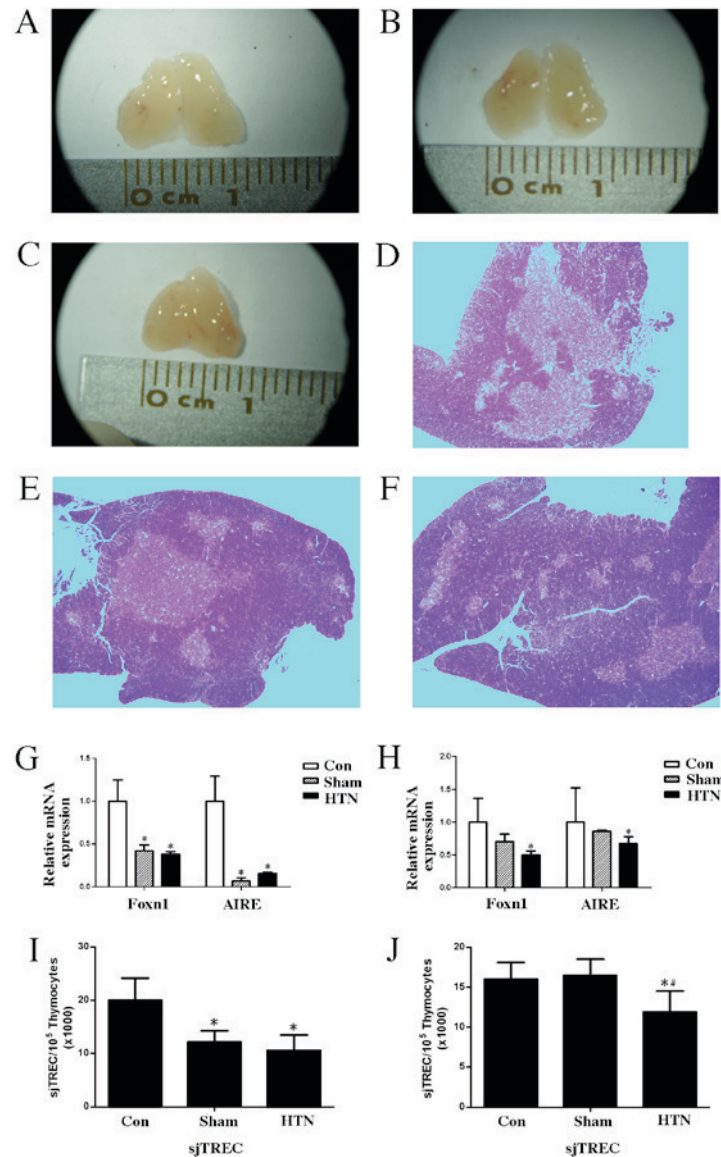 A
B
0 cm 1
0 cm 1
C
D
0 cm 1
E
F
G
Relative mRNA
expression
1.5
1.0
0.5
0.0
*
*
*
*
Foxn1
AIRE
Con
Sham
HTN
H
Relative mRNA
expression
2.0
1.5
1.0
0.5
0.0
*
*
Foxn1
AIRE
Con
Sham
HTN
I
sjTREC/10⁵ Thymocytes
(x1000)
30
20
10
0
*
*
Con
Sham
HTN
sjTREC
J
sjTREC/10⁵ Thymocytes
(x1000)
20
15
10
5
0
*#
Con
Sham
HTN
sjTREC